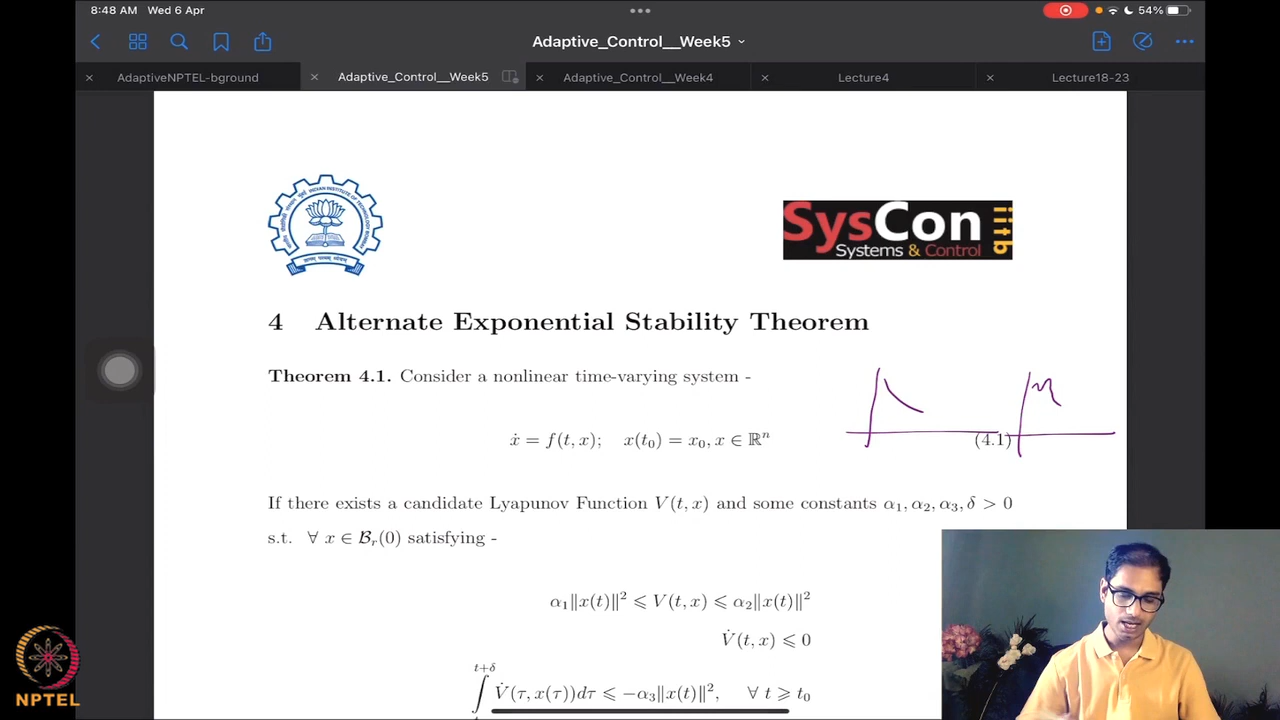 8:48 AM Wed 6 Apr
54%
Adaptive_Control__Week5
AdaptiveNPTEL-bground
Adaptive_Control__Week5
Adaptive_Control__Week4
Lecture4
Lecture18-23
SysCon iitb
Systems & Control
4 Alternate Exponential Stability Theorem
Theorem 4.1. Consider a nonlinear time-varying system -
ẋ = f(t, x); x(t₀) = x₀, x ∈ ℝⁿ (4.1)
If there exists a candidate Lyapunov Function V(t, x) and some constants α₁, α₂, α₃, δ > 0
s.t. ∀ x ∈ ℬᵣ(0) satisfying -
α₁‖x(t)‖² ⩽ V(t, x) ⩽ α₂‖x(t)‖²
V̇(t, x) ⩽ 0
t+δ
∫ V̇(τ, x(τ))dτ ⩽ −α₃‖x(t)‖², ∀ t ⩾ t₀
NPTEL